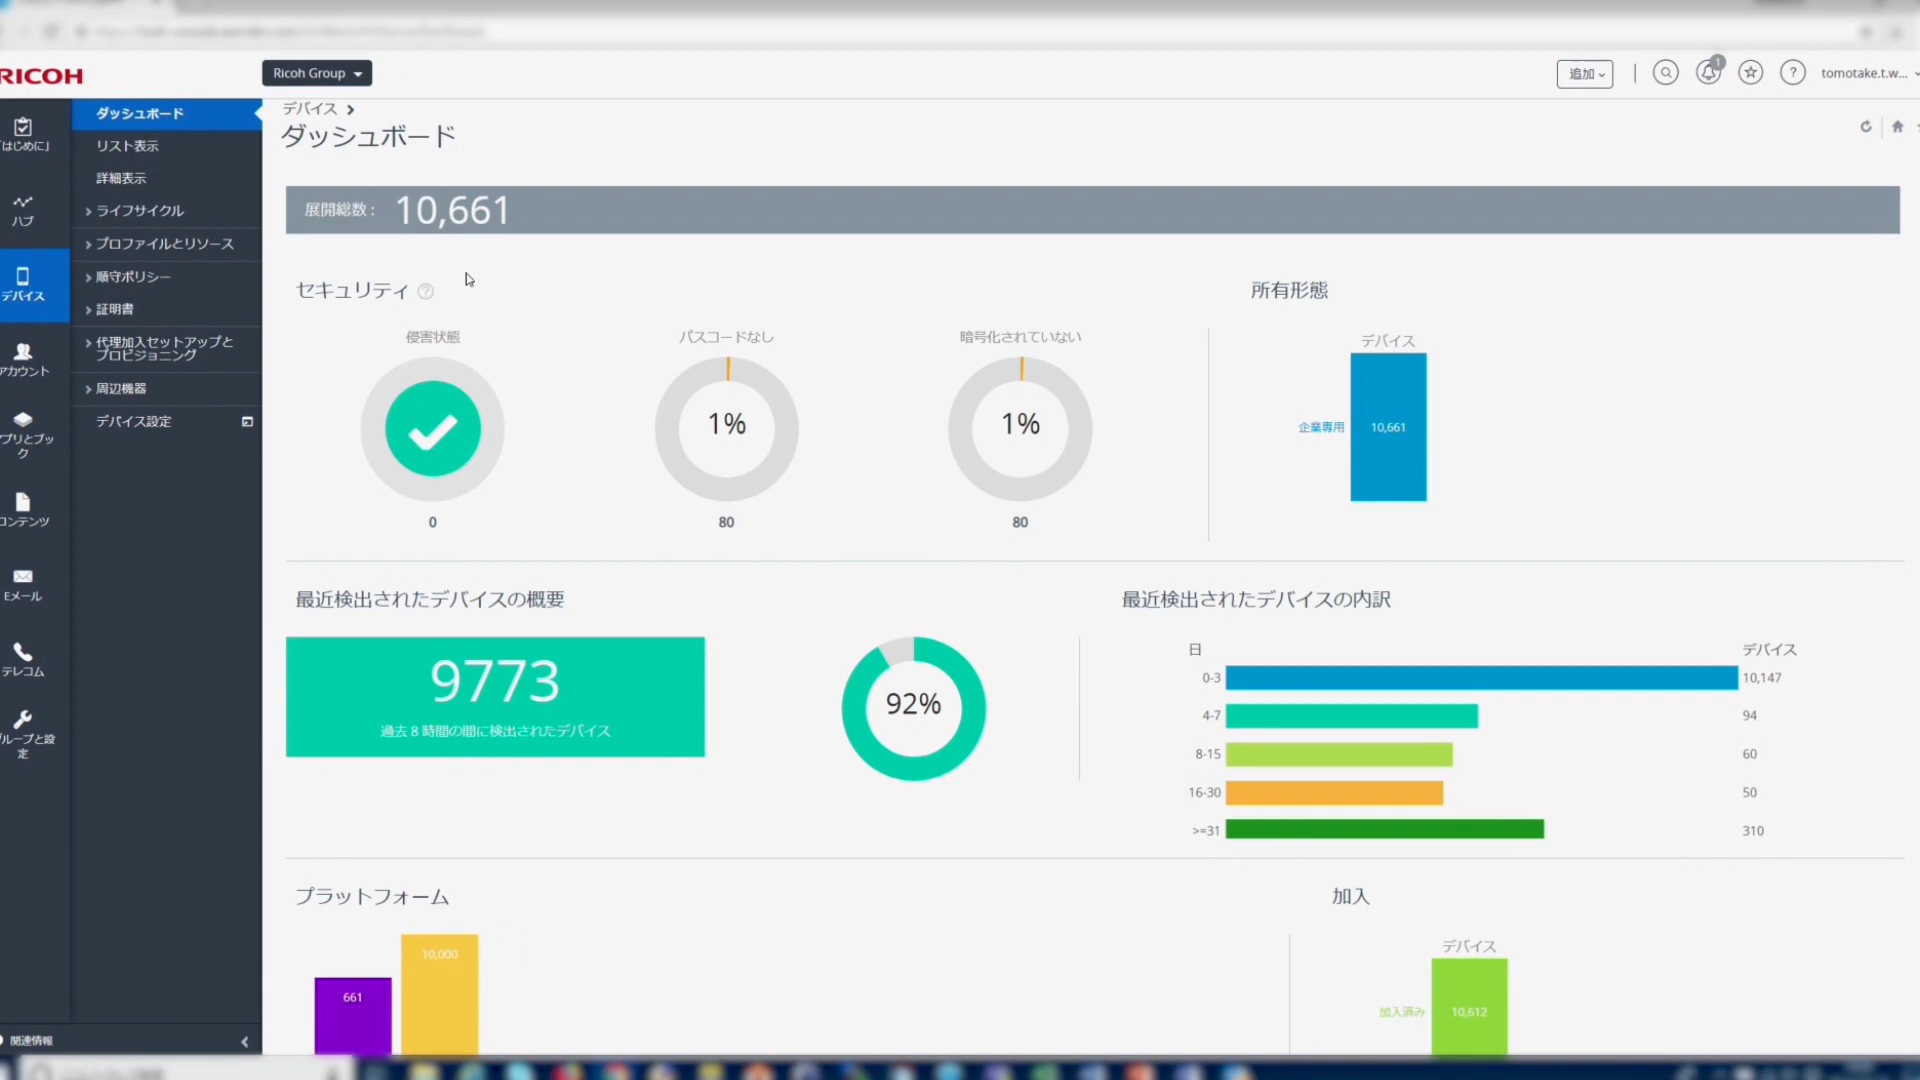 RICOH
Ricoh Group
追加
1
?
tomotake.t.w...
はじめに」
ハブ
デバイス
アカウント
プリとブッ
ク
コンテンツ
Eメール
テレコム
ループと設
定
ダッシュボード
リスト表示
詳細表示
ライフサイクル
プロファイルとリソース
順守ポリシー
証明書
代理加入セットアップと
プロビジョニング
周辺機器
デバイス設定
関連情報
デバイス
ダッシュボード
展開総数 : 10,661
セキュリティ ?
侵害状態
0
パスコードなし
1%
80
暗号化されていない
1%
80
所有形態
デバイス
企業専用 10,661
最近検出されたデバイスの概要
9773
過去 8 時間の間に検出されたデバイス
92%
最近検出されたデバイスの内訳
日 デバイス
0-3 10,147
4-7 94
8-15 60
16-30 50
>=31 310
プラットフォーム
661
10,000
加入
デバイス
加入済み 10,612